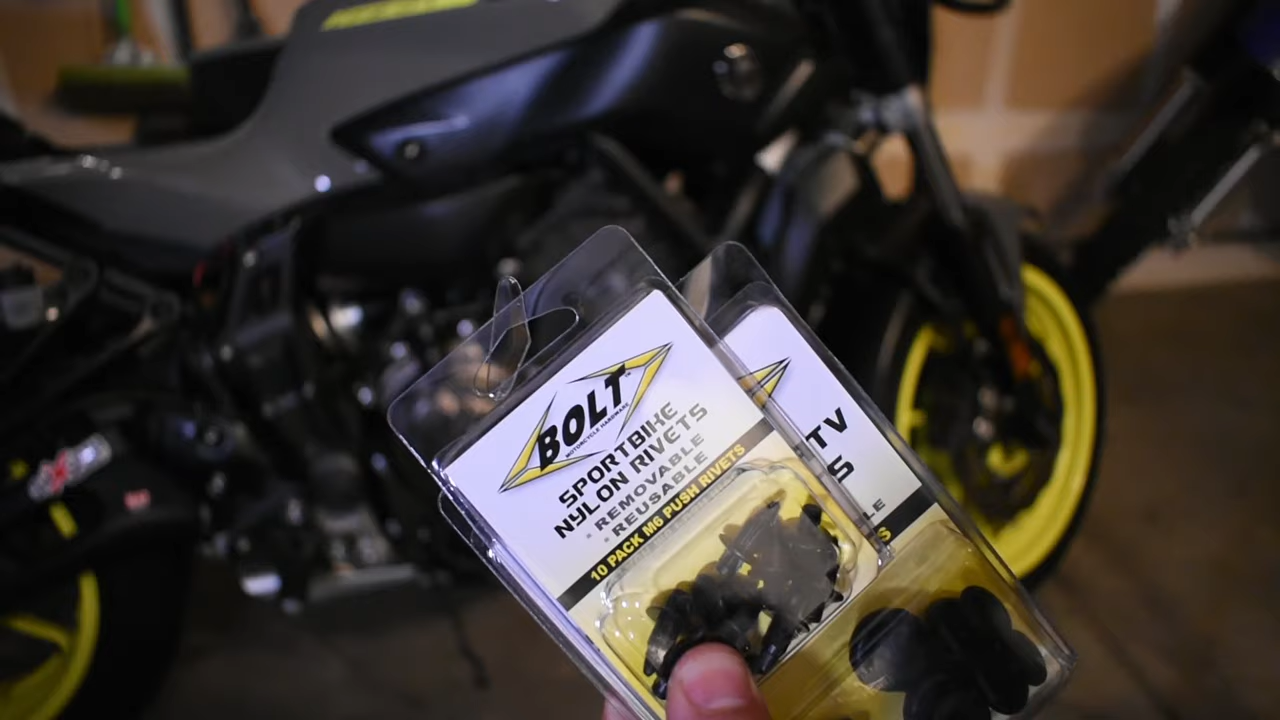 BOLT
MOTORCYCLE HARDWARE
SPORTBIKE
NYLON RIVETS
• REMOVABLE
• REUSABLE
10 PACK M6 PUSH RIVETS
TV
S
LE
S